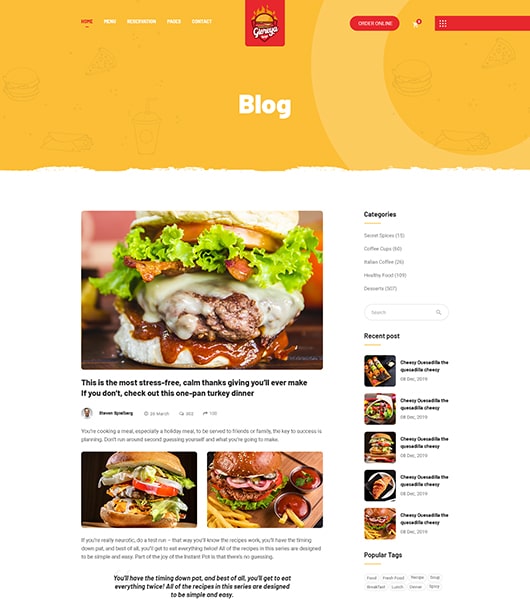 HOME MENU RESERVATION PAGES CONTACT
ORDER ONLINE
Blog
Categories
Secret Spices (15)
Coffee Cups (50)
Italian Coffee (26)
Healthy Food (109)
Desserts (507)
Search
Recent post
Cheesy Quesadilla the
quesadilla cheesy
08 Dec, 2019
Cheesy Quesadilla the
quesadilla cheesy
08 Dec, 2019
Cheesy Quesadilla the
quesadilla cheesy
08 Dec, 2019
Cheesy Quesadilla the
quesadilla cheesy
08 Dec, 2019
Cheesy Quesadilla the
quesadilla cheesy
08 Dec, 2019
Popular Tags
Food Fresh Food Recipe Soup
Breakfast Lunch Dinner Spicy
This is the most stress-free, calm thanks giving you'll ever make
If you don't, check out this one-pan turkey dinner
Steven Spielberg 26 March
You're cooking a meal, especially a holiday meal, to be served to friends or family, the key to success is
planning. Don't run around second guessing yourself and what you're going to make.
If you're really neurotic, do a test run – that way you'll know the recipes work, you'll have the timing
down pat, and best of all, you'll get to eat everything twice! All of the recipes in this series are designed
to be simple and easy. Part of the joy of the Instant Pot is that there's no guessing.
You'll have the timing down pat, and best of all, you'll get to eat
everything twice! All of the recipes in this series are designed
to be simple and easy.